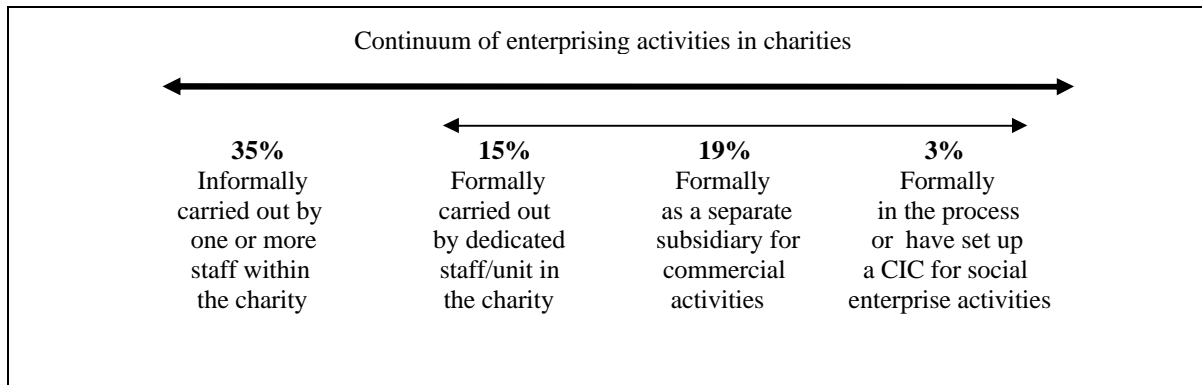 Continuum of enterprising activities in charities
35%
Informally
carried out by
one or more
staff within
the charity
15%
Formally
carried out
by dedicated
staff/unit in
the charity
19%
Formally
as a separate
subsidiary for
commercial
activities
3%
Formally
in the process
or have set up
a CIC for social
enterprise activities